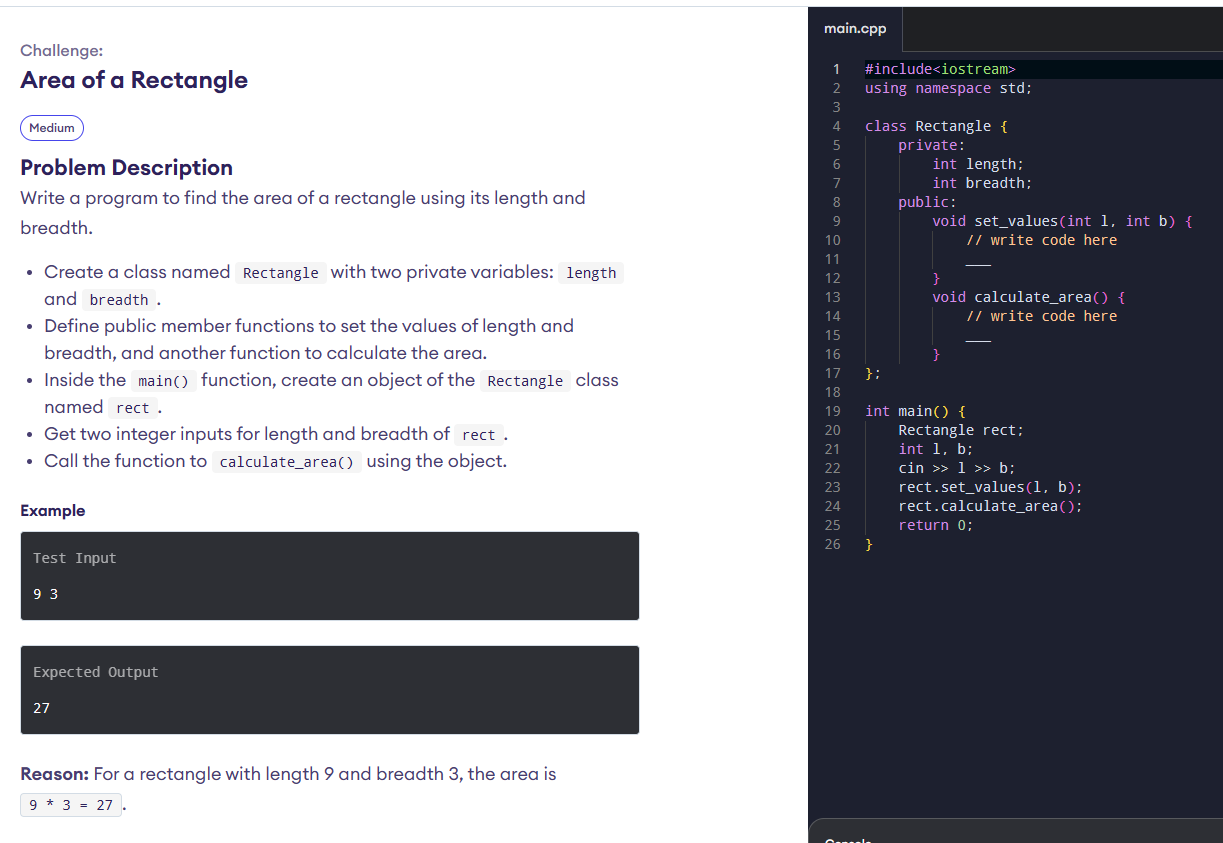 Challenge:
Area of a Rectangle
Medium
Problem Description
Write a program to find the area of a rectangle using its length and
breadth.
• Create a class named Rectangle with two private variables: length
and breadth .
• Define public member functions to set the values of length and
breadth, and another function to calculate the area.
• Inside the main() function, create an object of the Rectangle class
named rect .
• Get two integer inputs for length and breadth of rect .
• Call the function to calculate_area() using the object.
Example
Test Input
9 3
Expected Output
27
Reason: For a rectangle with length 9 and breadth 3, the area is
9 * 3 = 27 .
main.cpp
1 #include<iostream>
2 using namespace std;
3
4 class Rectangle {
5     private:
6         int length;
7         int breadth;
8     public:
9         void set_values(int l, int b) {
10             // write code here
11             ___
12         }
13         void calculate_area() {
14             // write code here
15             ___
16         }
17 };
18
19 int main() {
20     Rectangle rect;
21     int l, b;
22     cin >> l >> b;
23     rect.set_values(l, b);
24     rect.calculate_area();
25     return 0;
26 }
Console